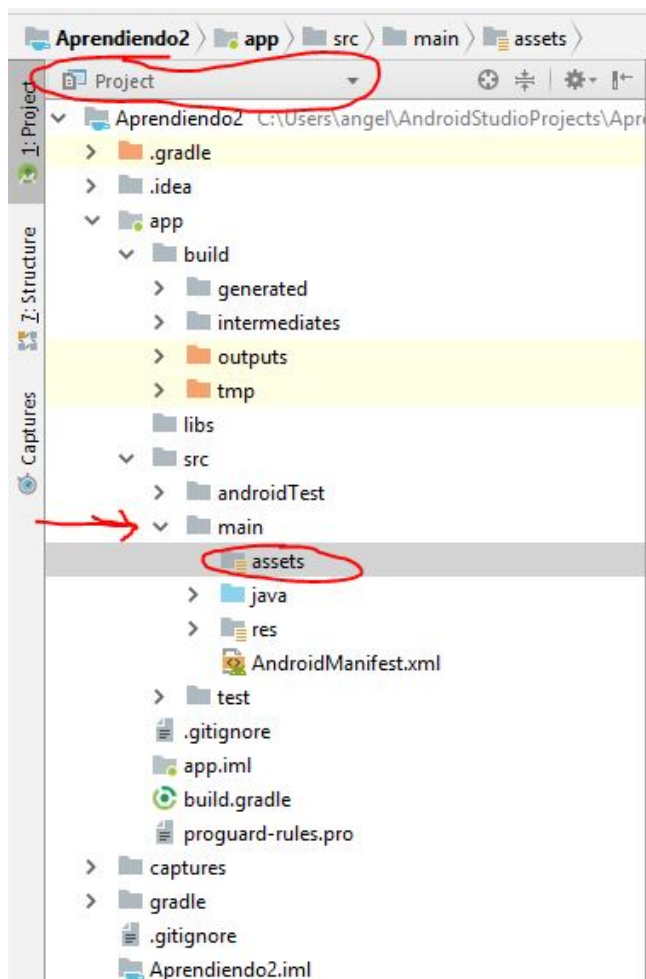 Aprendiendo2 app src main assets
Project
1: Project
Aprendiendo2 C:\Users\angel\AndroidStudioProjects\Apr
.gradle
.idea
app
build
generated
intermediates
outputs
tmp
libs
src
androidTest
main
assets
java
res
AndroidManifest.xml
test
.gitignore
app.iml
build.gradle
proguard-rules.pro
captures
gradle
.gitignore
Aprendiendo2.iml
7: Structure
Captures